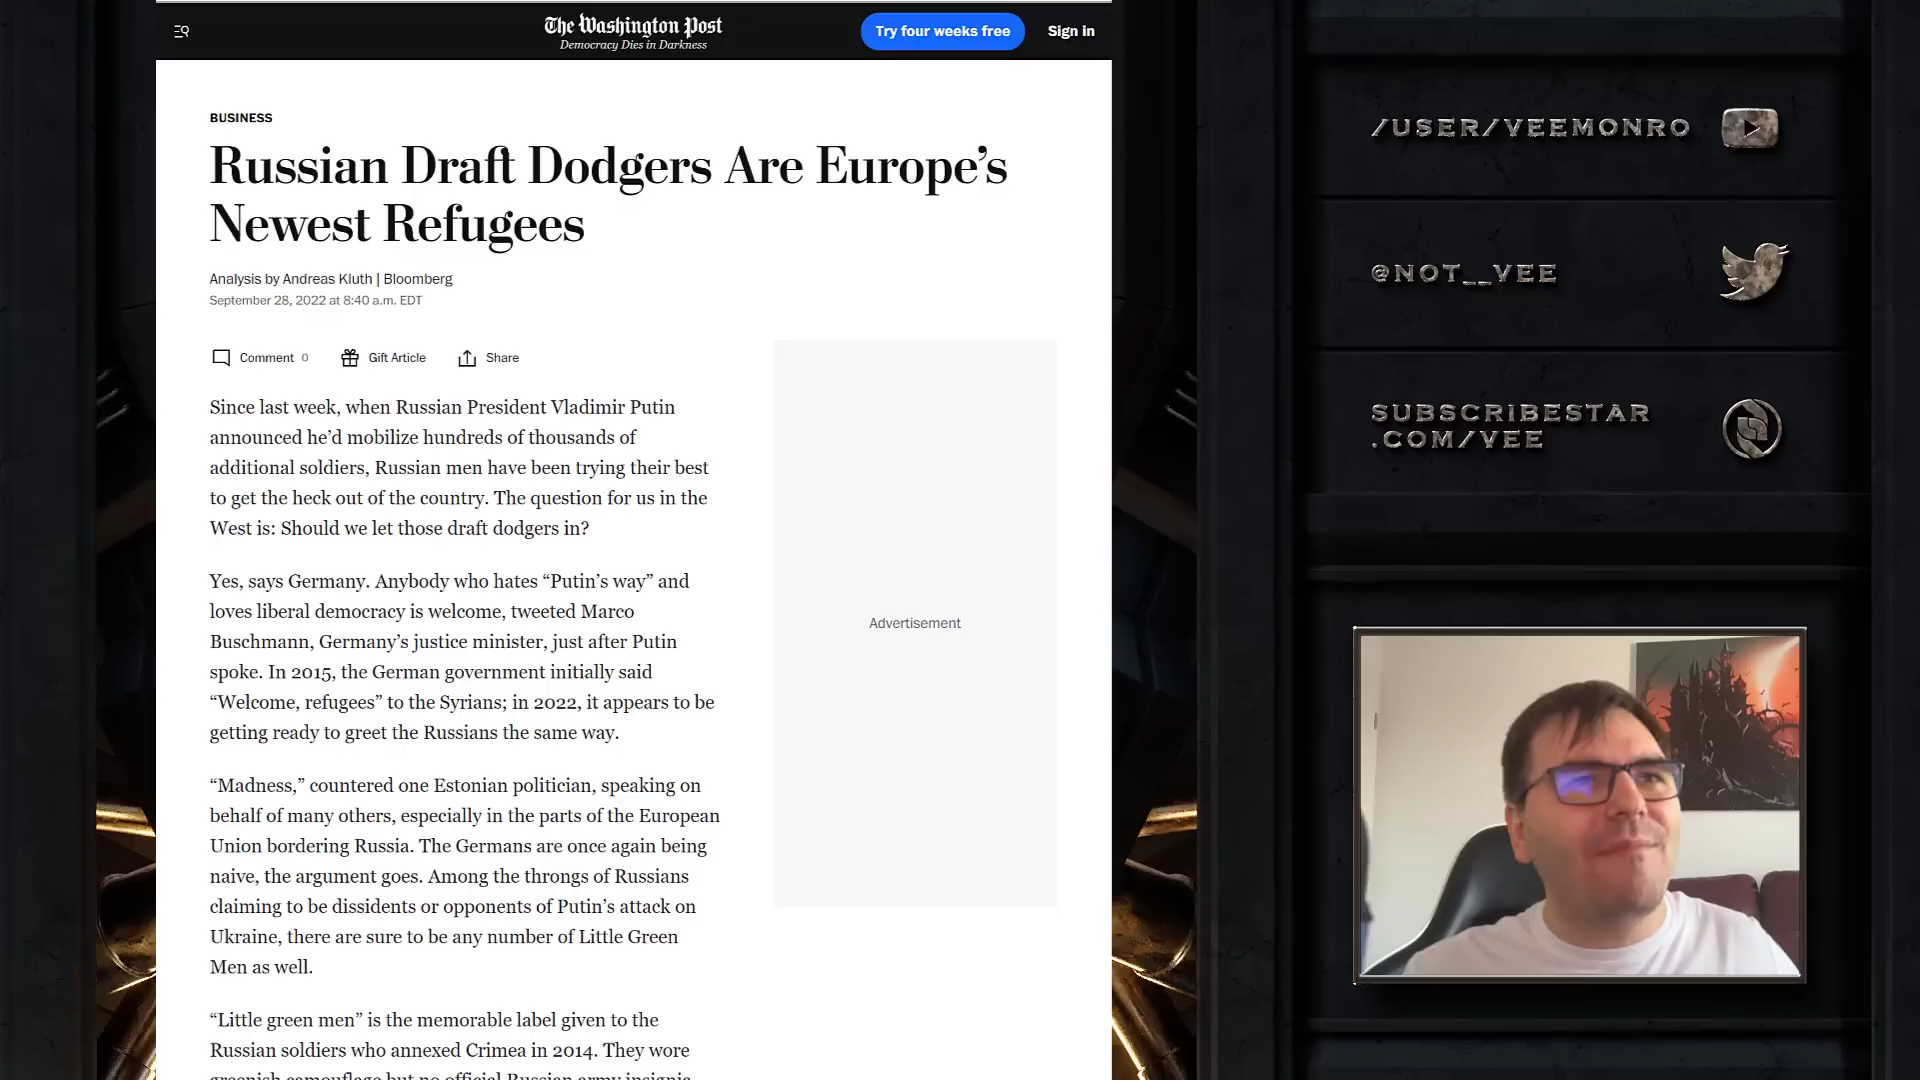 The Washington Post
Democracy Dies in Darkness
Try four weeks free
Sign in
BUSINESS
Russian Draft Dodgers Are Europe’s
Newest Refugees
Analysis by Andreas Kluth | Bloomberg
September 28, 2022 at 8:40 a.m. EDT
Comment 0
Gift Article
Share
Since last week, when Russian President Vladimir Putin
announced he’d mobilize hundreds of thousands of
additional soldiers, Russian men have been trying their best
to get the heck out of the country. The question for us in the
West is: Should we let those draft dodgers in?
Yes, says Germany. Anybody who hates “Putin’s way” and
loves liberal democracy is welcome, tweeted Marco
Buschmann, Germany’s justice minister, just after Putin
spoke. In 2015, the German government initially said
“Welcome, refugees” to the Syrians; in 2022, it appears to be
getting ready to greet the Russians the same way.
“Madness,” countered one Estonian politician, speaking on
behalf of many others, especially in the parts of the European
Union bordering Russia. The Germans are once again being
naive, the argument goes. Among the throngs of Russians
claiming to be dissidents or opponents of Putin’s attack on
Ukraine, there are sure to be any number of Little Green
Men as well.
“Little green men” is the memorable label given to the
Russian soldiers who annexed Crimea in 2014. They wore
greenish camouflage but no official Russian army insignia
Advertisement
/USER/VEEMONRO
@NOT__VEE
SUBSCRIBESTAR
.COM/VEE